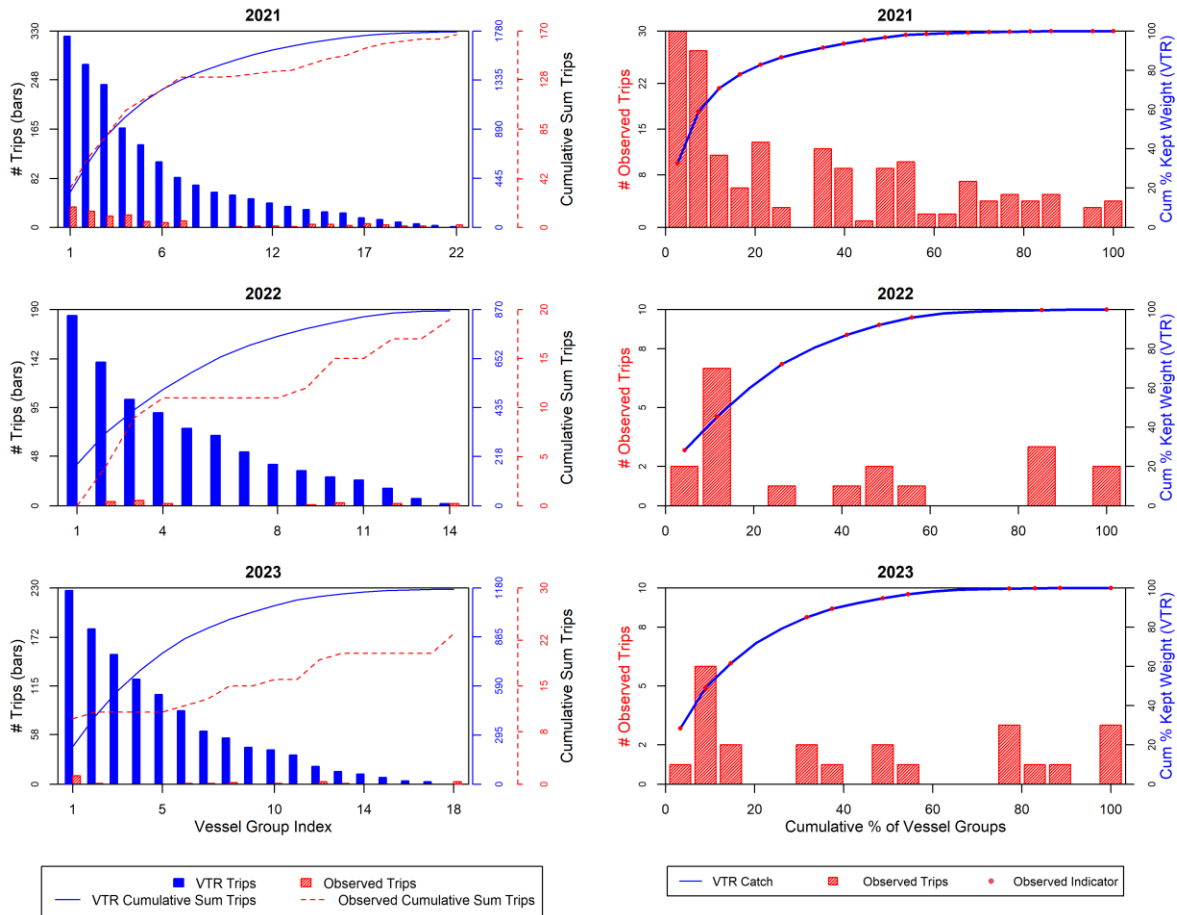 2021
# Trips (bars)
0 82 165 248 330
1 6 12 17 22
0 445 890 1335 1780
0 42 85 128 170
Cumulative Sum Trips
2021
# Observed Trips
0 8 15 22 30
0 20 40 60 80 100
0 20 40 60 80 100
Cum % Kept Weight (VTR)
2022
# Trips (bars)
0 48 95 142 190
1 4 8 11 14
0 218 435 652 870
0 5 10 15 20
Cumulative Sum Trips
2022
# Observed Trips
0 2 5 8 10
0 20 40 60 80 100
0 20 40 60 80 100
Cum % Kept Weight (VTR)
2023
# Trips (bars)
0 58 115 172 230
1 5 10 14 18
Vessel Group Index
0 295 590 885 1180
0 8 15 22 30
Cumulative Sum Trips
2023
# Observed Trips
0 2 5 8 10
0 20 40 60 80 100
Cumulative % of Vessel Groups
0 20 40 60 80 100
Cum % Kept Weight (VTR)
VTR Trips Observed Trips
VTR Cumulative Sum Trips Observed Cumulative Sum Trips
VTR Catch Observed Trips Observed Indicator